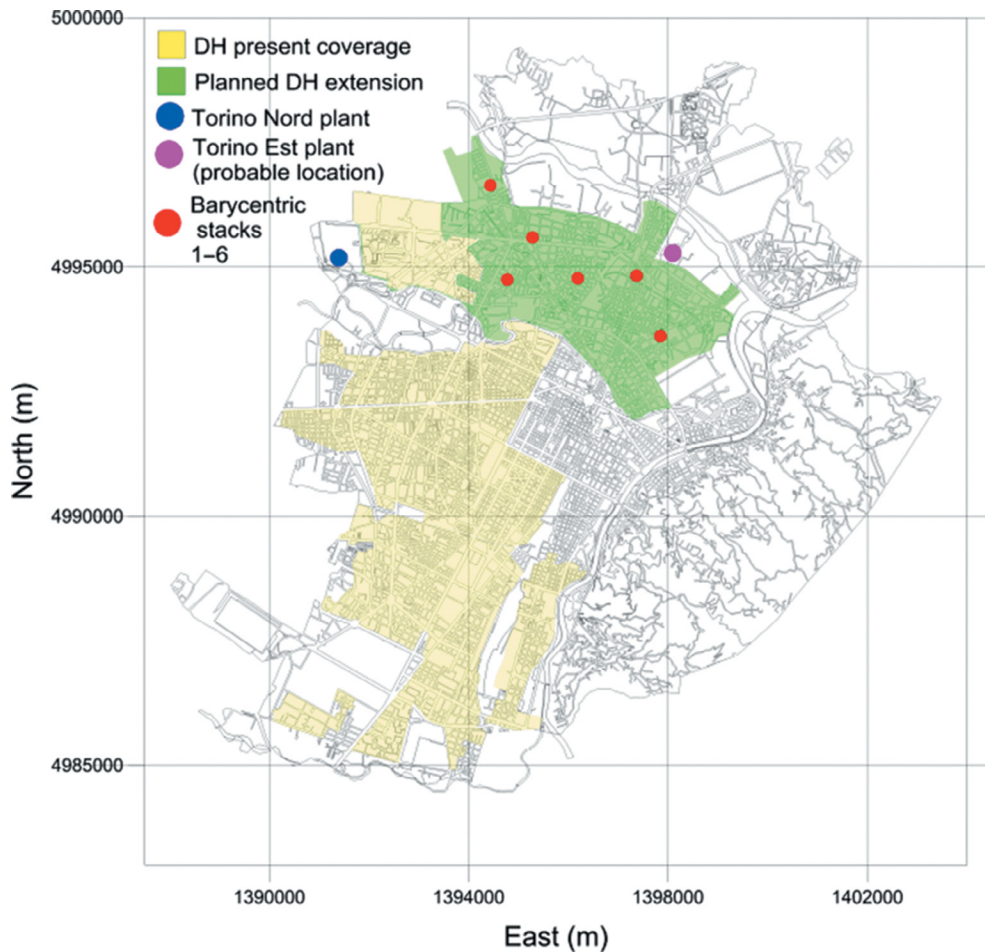 5000000
DH present coverage
Planned DH extension
Torino Nord plant
Torino Est plant
(probable location)
Barycentric
stacks
1–6
4995000
North (m)
4990000
4985000
1390000
1394000
1398000
1402000
East (m)